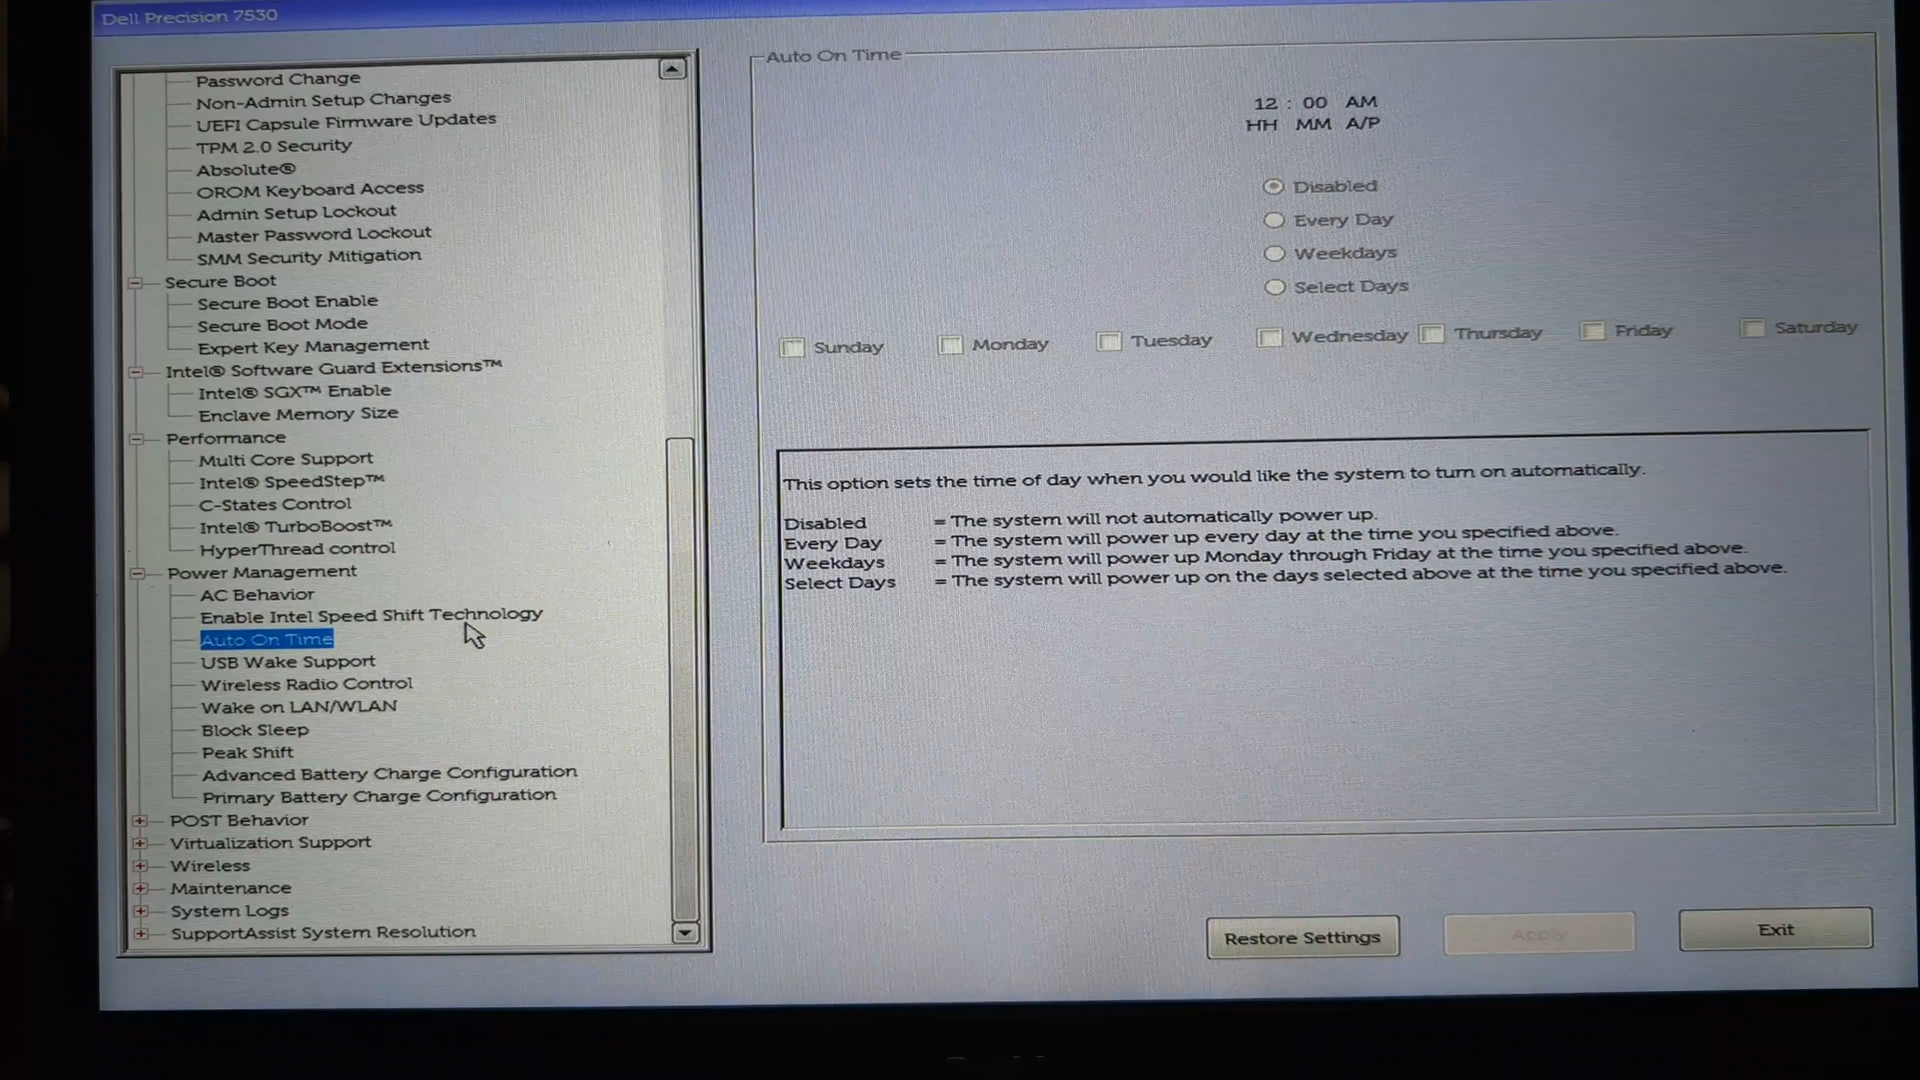 Dell Precision 7530
Password Change
Non-Admin Setup Changes
UEFI Capsule Firmware Updates
TPM 2.0 Security
Absolute®
OROM Keyboard Access
Admin Setup Lockout
Master Password Lockout
SMM Security Mitigation
Secure Boot
Secure Boot Enable
Secure Boot Mode
Expert Key Management
Intel® Software Guard Extensions™
Intel® SGX™ Enable
Enclave Memory Size
Performance
Multi Core Support
Intel® SpeedStep™
C-States Control
Intel® TurboBoost™
HyperThread control
Power Management
AC Behavior
Enable Intel Speed Shift Technology
Auto On Time
USB Wake Support
Wireless Radio Control
Wake on LAN/WLAN
Block Sleep
Peak Shift
Advanced Battery Charge Configuration
Primary Battery Charge Configuration
POST Behavior
Virtualization Support
Wireless
Maintenance
System Logs
SupportAssist System Resolution
Auto On Time
12 : 00 AM
HH MM A/P
Disabled
Every Day
Weekdays
Select Days
Sunday Monday Tuesday Wednesday Thursday Friday Saturday
This option sets the time of day when you would like the system to turn on automatically.
Disabled = The system will not automatically power up.
Every Day = The system will power up every day at the time you specified above.
Weekdays = The system will power up Monday through Friday at the time you specified above.
Select Days = The system will power up on the days selected above at the time you specified above.
Restore Settings Apply Exit